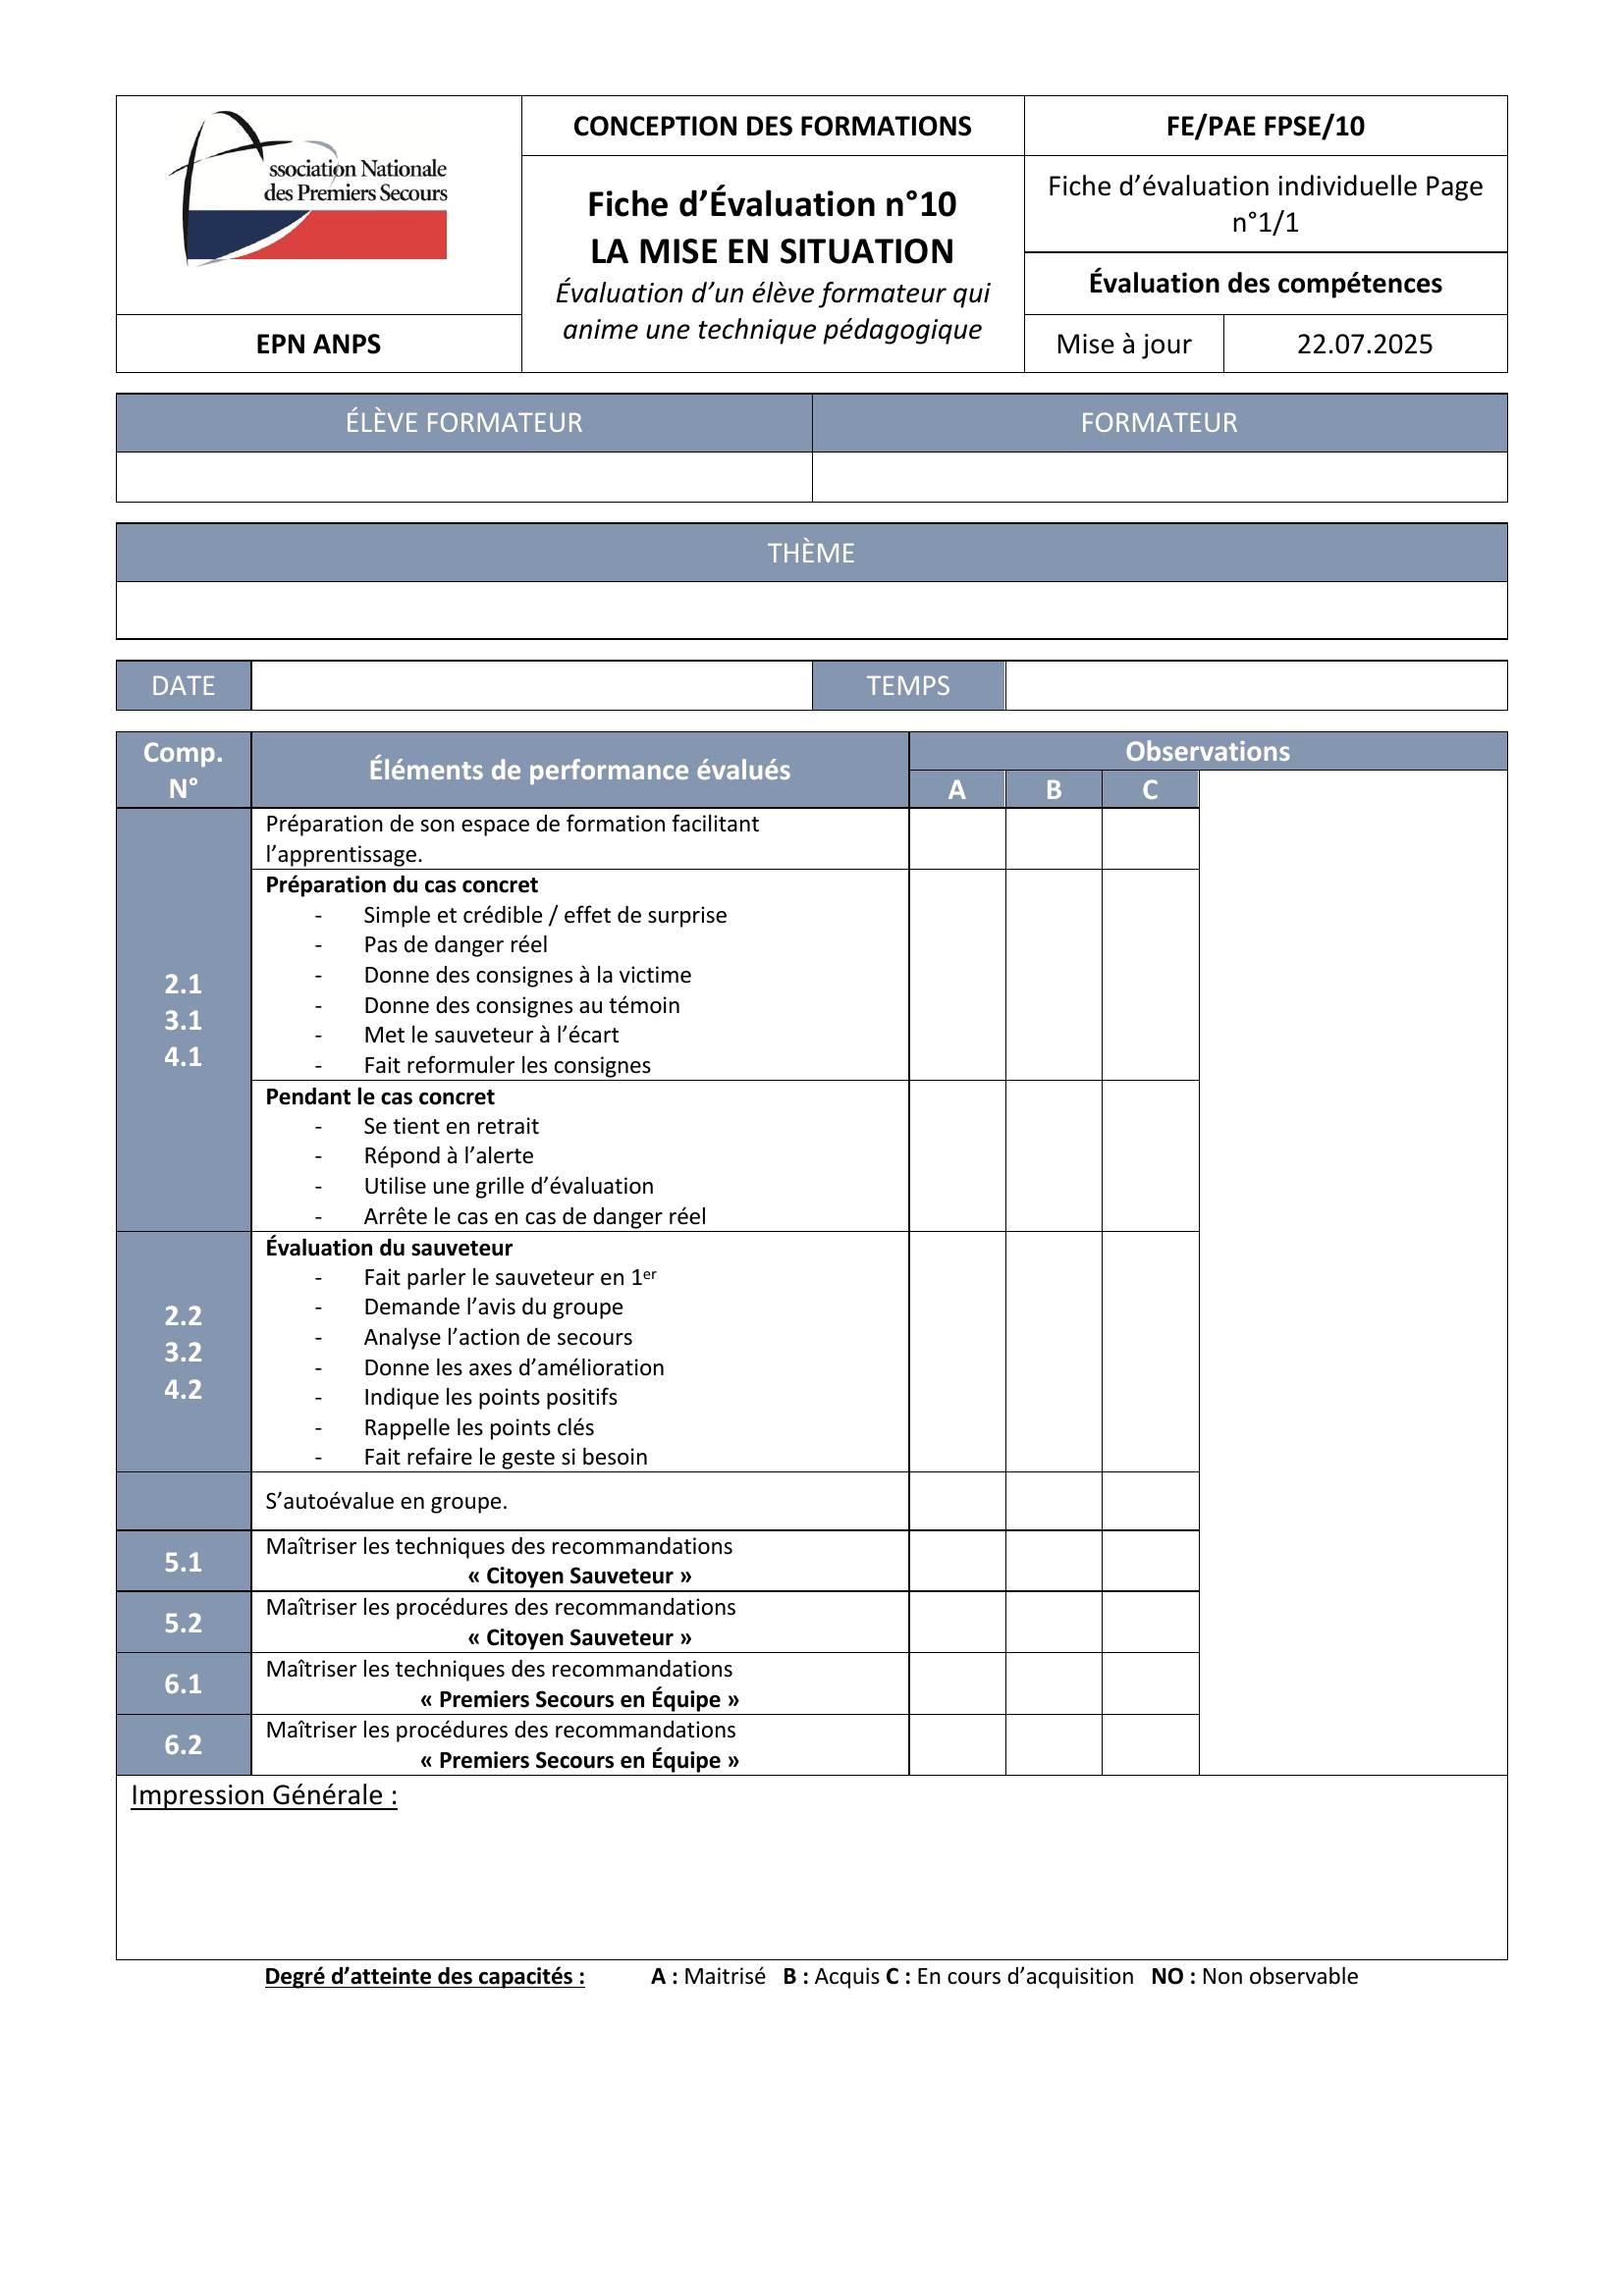 ssociation Nationale
des Premiers Secours
EPN ANPS
CONCEPTION DES FORMATIONS
Fiche d’Évaluation n°10
LA MISE EN SITUATION
Évaluation d’un élève formateur qui
anime une technique pédagogique
FE/PAE FPSE/10
Fiche d’évaluation individuelle Page
n°1/1
Évaluation des compétences
Mise à jour
22.07.2025
ÉLÈVE FORMATEUR
FORMATEUR
THÈME
DATE
TEMPS
Comp.
N°
Éléments de performance évalués
Observations
A
B
C
2.1
3.1
4.1
Préparation de son espace de formation facilitant
l’apprentissage.
Préparation du cas concret
- Simple et crédible / effet de surprise
- Pas de danger réel
- Donne des consignes à la victime
- Donne des consignes au témoin
- Met le sauveteur à l’écart
- Fait reformuler les consignes
Pendant le cas concret
- Se tient en retrait
- Répond à l’alerte
- Utilise une grille d’évaluation
- Arrête le cas en cas de danger réel
2.2
3.2
4.2
Évaluation du sauveteur
- Fait parler le sauveteur en 1er
- Demande l’avis du groupe
- Analyse l’action de secours
- Donne les axes d’amélioration
- Indique les points positifs
- Rappelle les points clés
- Fait refaire le geste si besoin
S’autoévalue en groupe.
5.1
Maîtriser les techniques des recommandations
« Citoyen Sauveteur »
5.2
Maîtriser les procédures des recommandations
« Citoyen Sauveteur »
6.1
Maîtriser les techniques des recommandations
« Premiers Secours en Équipe »
6.2
Maîtriser les procédures des recommandations
« Premiers Secours en Équipe »
Impression Générale :
Degré d’atteinte des capacités : A : Maitrisé B : Acquis C : En cours d’acquisition NO : Non observable